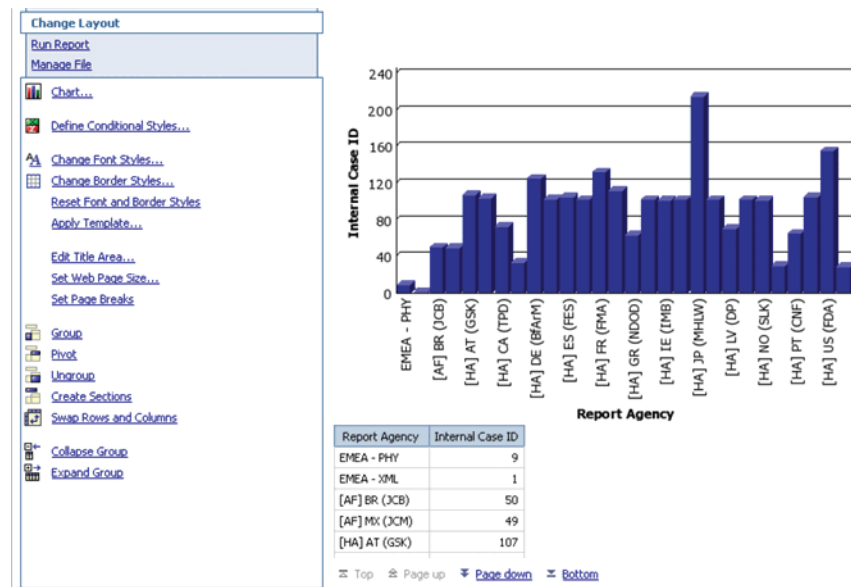 Change Layout
Run Report
Manage File
Chart...
Define Conditional Styles...
Change Font Styles...
Change Border Styles...
Reset Font and Border Styles
Apply Template...
Edit Title Area...
Set Web Page Size...
Set Page Breaks
Group
Pivot
Ungroup
Create Sections
Swap Rows and Columns
Collapse Group
Expand Group
Internal Case ID
240
200
160
120
80
40
0
EMEA - PHY
[AF] BR (JCB)
[HA] AT (GSK)
[HA] CA (TPD)
[HA] DE (BfArM)
[HA] ES (FES)
[HA] FR (FMA)
[HA] GR (NDOD)
[HA] IE (IMB)
[HA] JP (MHLW)
[HA] LV (DP)
[HA] NO (SLK)
[HA] PT (CNF)
[HA] US (FDA)
Report Agency
Report Agency Internal Case ID
EMEA - PHY 9
EMEA - XML 1
[AF] BR (JCB) 50
[AF] MX (JCM) 49
[HA] AT (GSK) 107
Top Page up Page down Bottom